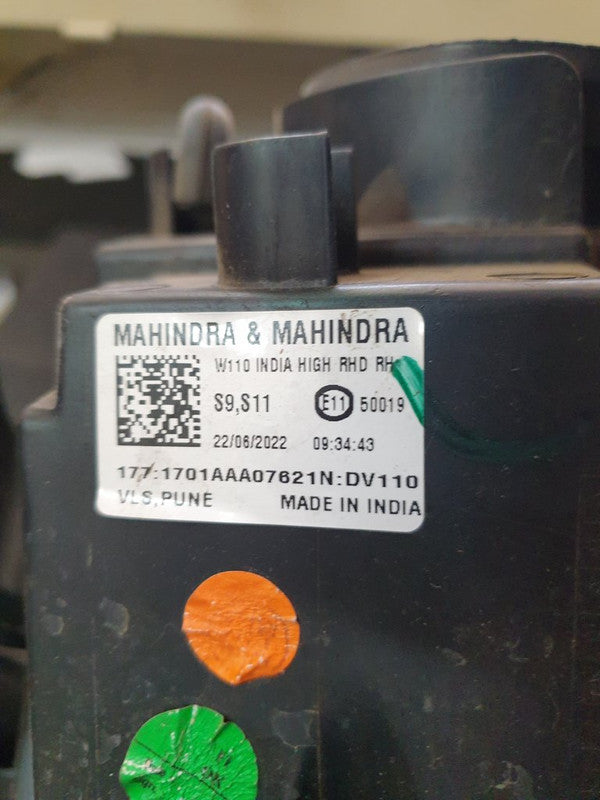 MAHINDRA & MAHINDRA
W110 INDIA HIGH RHD RH
S9,S11 E11 50019
22/06/2022 09:34:43
177:1701AAA07621N:DV110
VLS,PUNE MADE IN INDIA